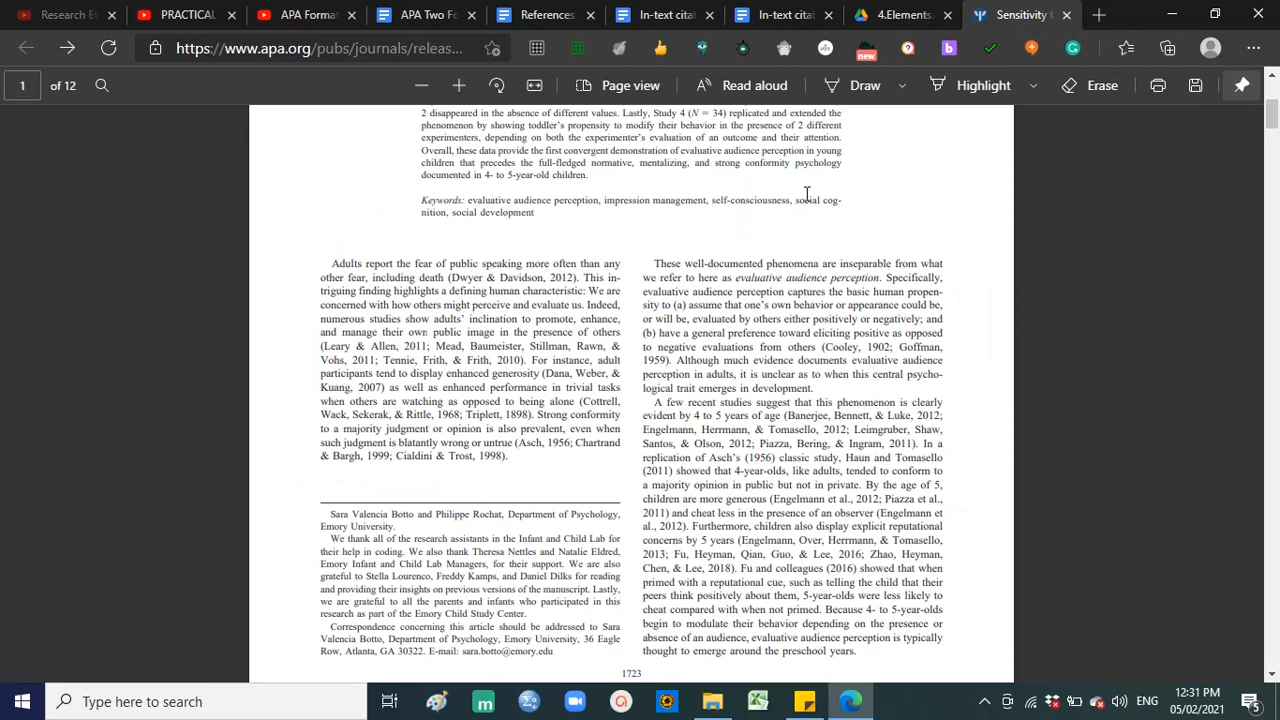 PRACTICAL
APA Format
APA Two Fo
References
In-text citat
In-text cita
4.Elements
Sensitivity
https://www.apa.org/pubs/journals/releas...
new
1 of 12
Page view
Read aloud
Draw
Highlight
Erase
2 disappeared in the absence of different values. Lastly, Study 4 (N = 34) replicated and extended the
phenomenon by showing toddler's propensity to modify their behavior in the presence of 2 different
experimenters, depending on both the experimenter's evaluation of an outcome and their attention.
Overall, these data provide the first convergent demonstration of evaluative audience perception in young
children that precedes the full-fledged normative, mentalizing, and strong conformity psychology
documented in 4- to 5-year-old children.
Keywords: evaluative audience perception, impression management, self-consciousness, social cog-
nition, social development
Adults report the fear of public speaking more often than any
other fear, including death (Dwyer & Davidson, 2012). This in-
triguing finding highlights a defining human characteristic: We are
concerned with how others might perceive and evaluate us. Indeed,
numerous studies show adults' inclination to promote, enhance,
and manage their own public image in the presence of others
(Leary & Allen, 2011; Mead, Baumeister, Stillman, Rawn, &
Vohs, 2011; Tennie, Frith, & Frith, 2010). For instance, adult
participants tend to display enhanced generosity (Dana, Weber, &
Kuang, 2007) as well as enhanced performance in trivial tasks
when others are watching as opposed to being alone (Cottrell,
Wack, Sekerak, & Rittle, 1968; Triplett, 1898). Strong conformity
to a majority judgment or opinion is also prevalent, even when
such judgment is blatantly wrong or untrue (Asch, 1956; Chartrand
& Bargh, 1999; Cialdini & Trost, 1998).
Sara Valencia Botto and Philippe Rochat, Department of Psychology,
Emory University.
We thank all of the research assistants in the Infant and Child Lab for
their help in coding. We also thank Theresa Nettles and Natalie Eldred,
Emory Infant and Child Lab Managers, for their support. We are also
grateful to Stella Lourenco, Freddy Kamps, and Daniel Dilks for reading
and providing their insights on previous versions of the manuscript. Lastly,
we are grateful to all the parents and infants who participated in this
research as part of the Emory Child Study Center.
Correspondence concerning this article should be addressed to Sara
Valencia Botto, Department of Psychology, Emory University, 36 Eagle
Row, Atlanta, GA 30322. E-mail: sara.botto@emory.edu
These well-documented phenomena are inseparable from what
we refer to here as evaluative audience perception. Specifically,
evaluative audience perception captures the basic human propen-
sity to (a) assume that one's own behavior or appearance could be,
or will be, evaluated by others either positively or negatively; and
(b) have a general preference toward eliciting positive as opposed
to negative evaluations from others (Cooley, 1902; Goffman,
1959). Although much evidence documents evaluative audience
perception in adults, it is unclear as to when this central psycho-
logical trait emerges in development.
A few recent studies suggest that this phenomenon is clearly
evident by 4 to 5 years of age (Banerjee, Bennett, & Luke, 2012;
Engelmann, Herrmann, & Tomasello, 2012; Leimgruber, Shaw,
Santos, & Olson, 2012; Piazza, Bering, & Ingram, 2011). In a
replication of Asch's (1956) classic study, Haun and Tomasello
(2011) showed that 4-year-olds, like adults, tended to conform to
a majority opinion in public but not in private. By the age of 5,
children are more generous (Engelmann et al., 2012; Piazza et al.,
2011) and cheat less in the presence of an observer (Engelmann et
al., 2012). Furthermore, children also display explicit reputational
concerns by 5 years (Engelmann, Over, Herrmann, & Tomasello,
2013; Fu, Heyman, Qian, Guo, & Lee, 2016; Zhao, Heyman,
Chen, & Lee, 2018). Fu and colleagues (2016) showed that when
primed with a reputational cue, such as telling the child that their
peers think positively about them, 5-year-olds were less likely to
cheat compared with when not primed. Because 4- to 5-year-olds
begin to modulate their behavior depending on the presence or
absence of an audience, evaluative audience perception is typically
thought to emerge around the preschool years.
1723
Type here to search
ENG
12:31 PM
05/02/2021
5